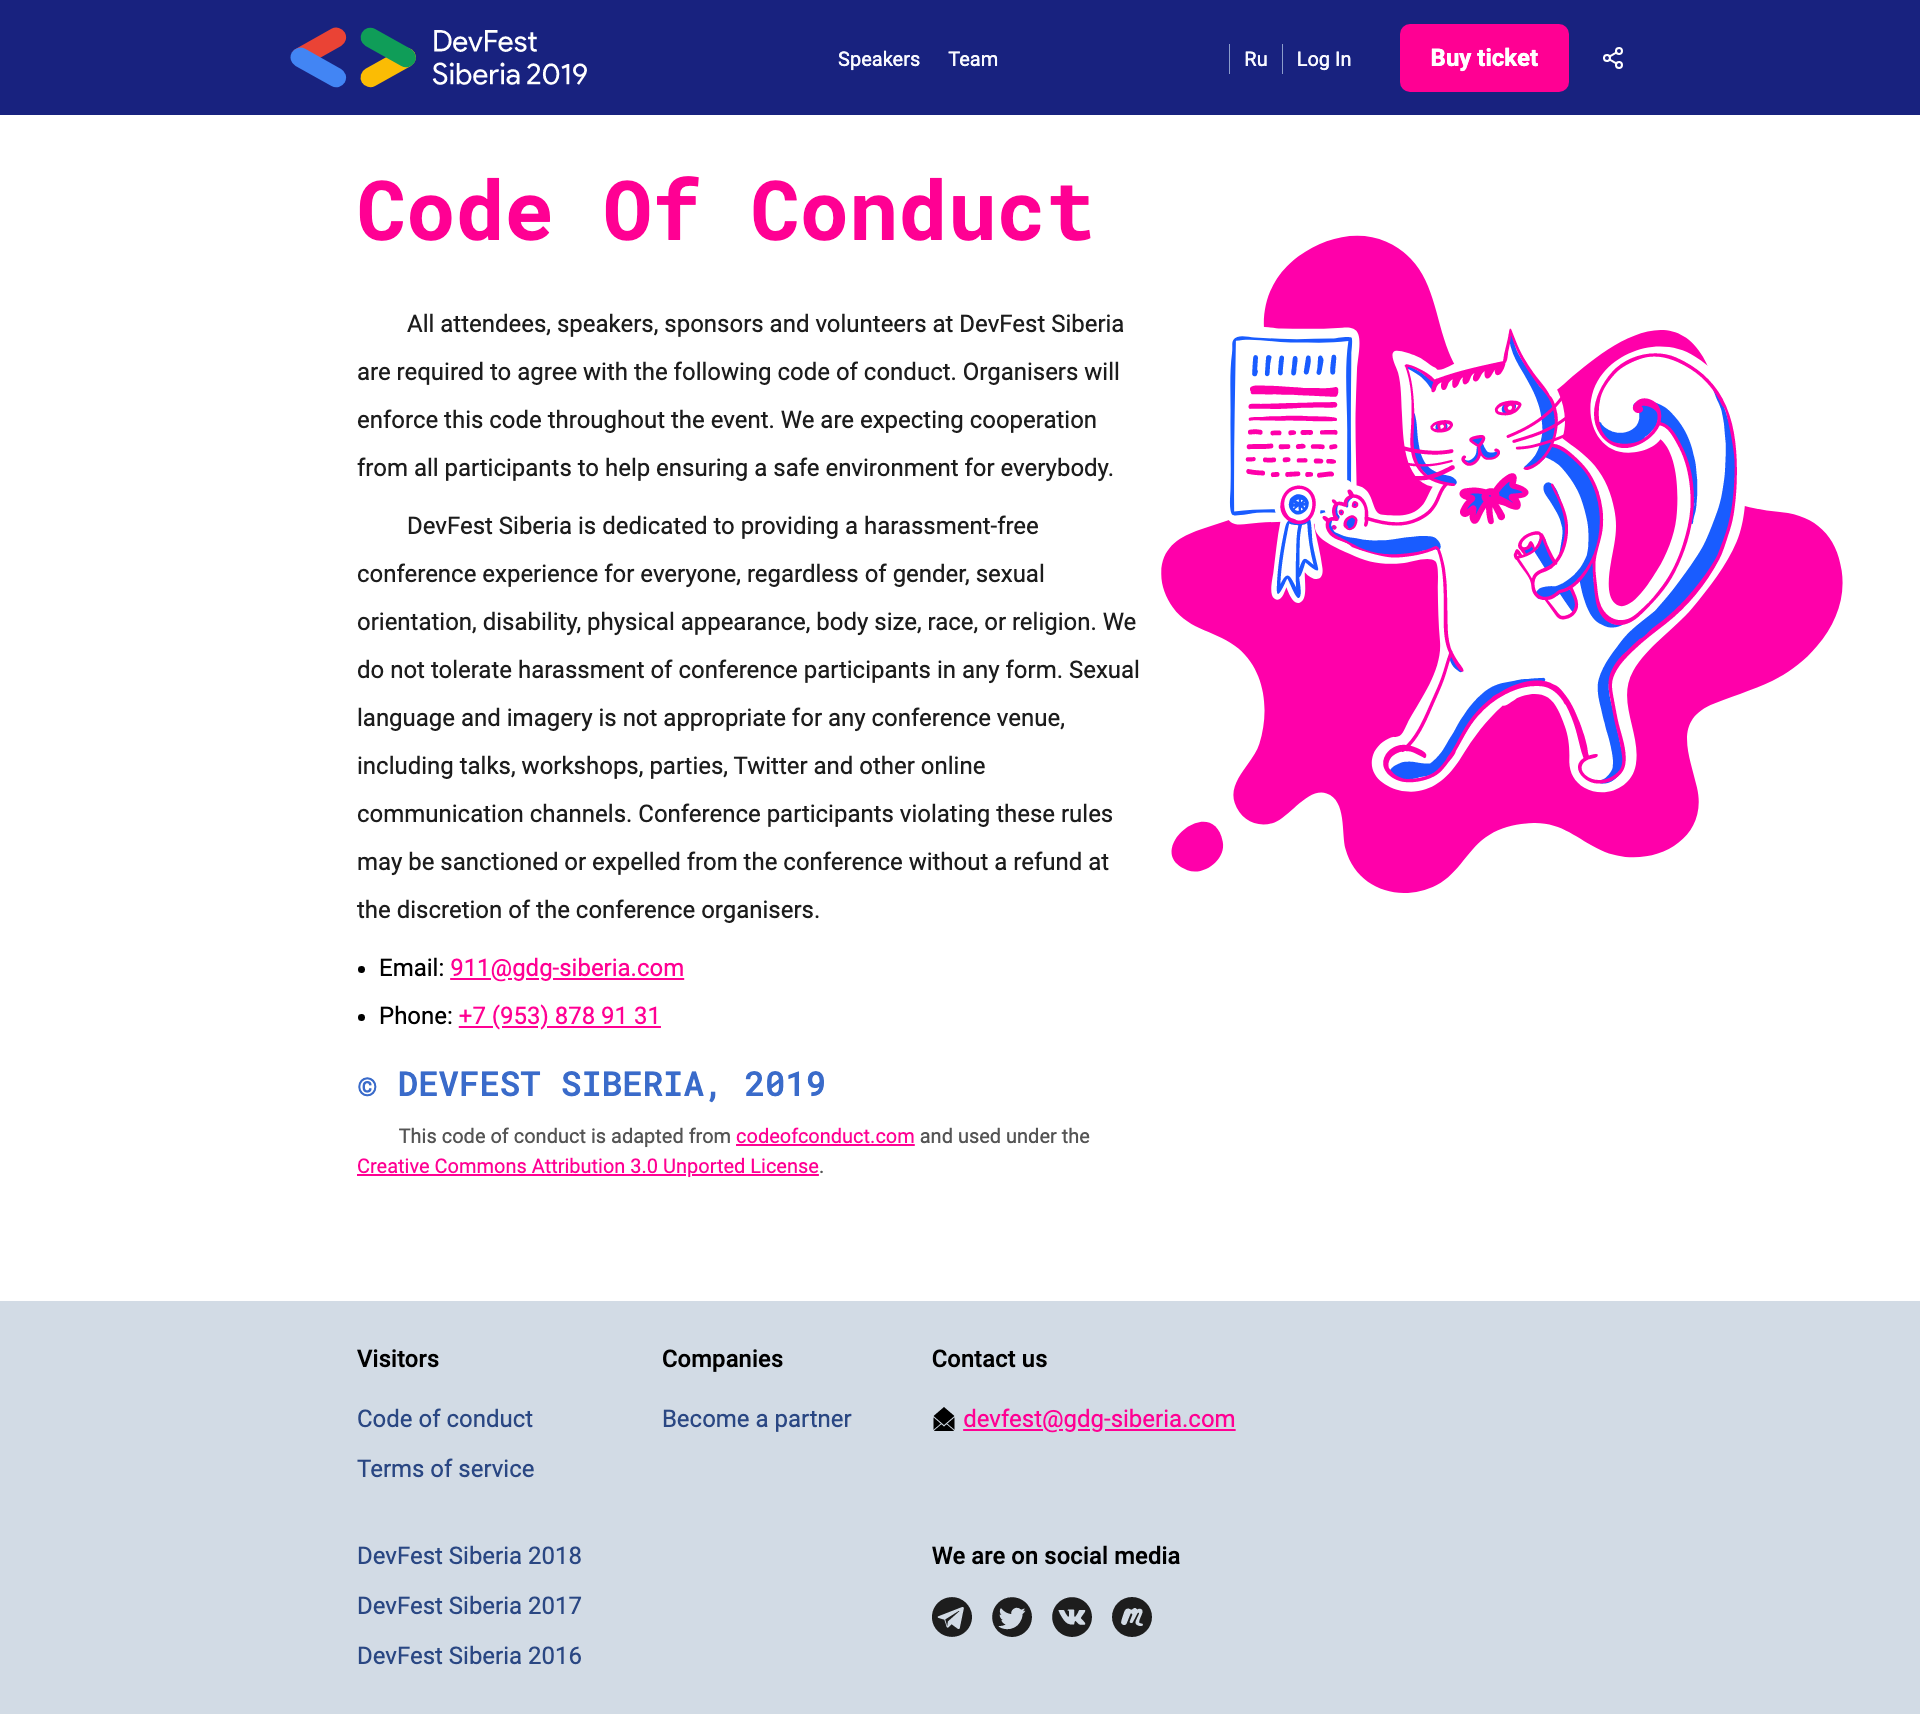 DevFest
Siberia 2019
Speakers Team
Ru Log In
Buy ticket
Code Of Conduct
All attendees, speakers, sponsors and volunteers at DevFest Siberia
are required to agree with the following code of conduct. Organisers will
enforce this code throughout the event. We are expecting cooperation
from all participants to help ensuring a safe environment for everybody.
DevFest Siberia is dedicated to providing a harassment-free
conference experience for everyone, regardless of gender, sexual
orientation, disability, physical appearance, body size, race, or religion. We
do not tolerate harassment of conference participants in any form. Sexual
language and imagery is not appropriate for any conference venue,
including talks, workshops, parties, Twitter and other online
communication channels. Conference participants violating these rules
may be sanctioned or expelled from the conference without a refund at
the discretion of the conference organisers.
• Email: 911@gdg-siberia.com
• Phone: +7 (953) 878 91 31
© DEVFEST SIBERIA, 2019
This code of conduct is adapted from codeofconduct.com and used under the
Creative Commons Attribution 3.0 Unported License.
Visitors
Code of conduct
Terms of service
DevFest Siberia 2018
DevFest Siberia 2017
DevFest Siberia 2016
Companies
Become a partner
Contact us
devfest@gdg-siberia.com
We are on social media